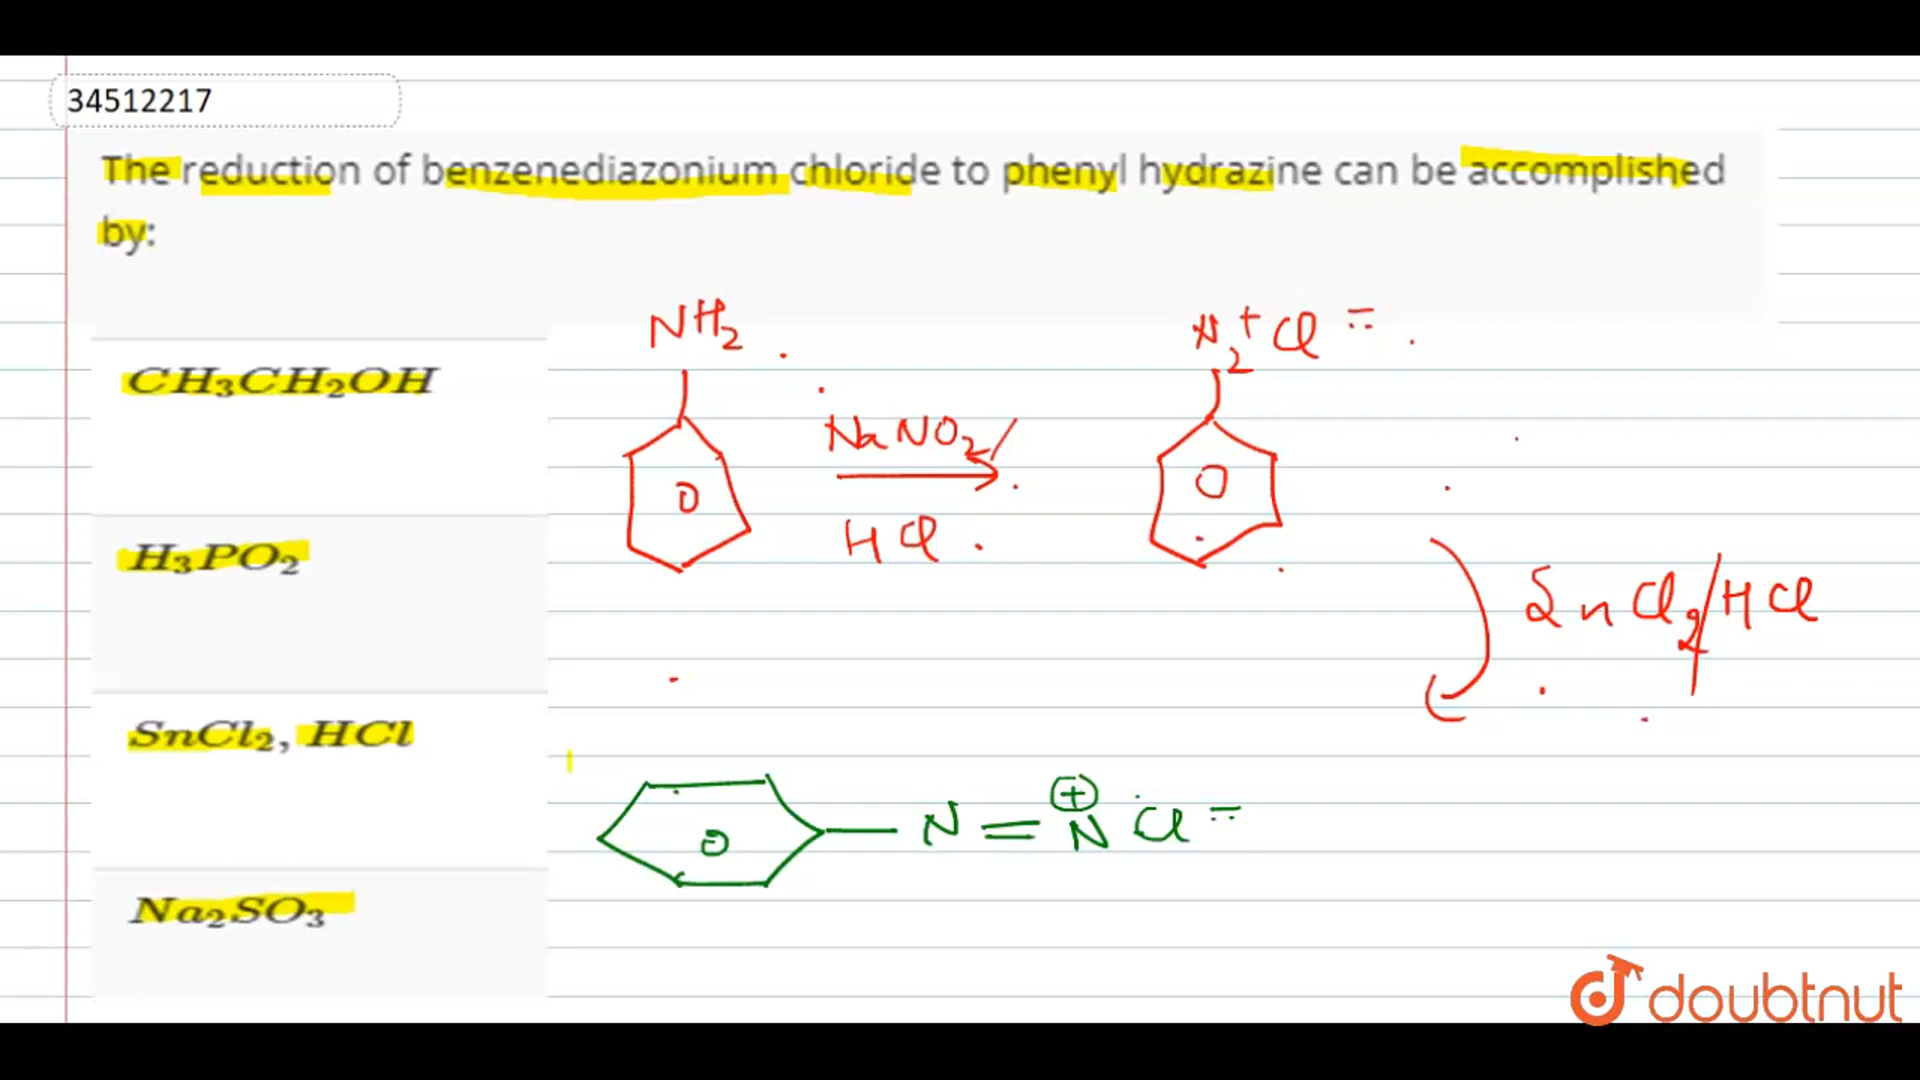 34512217
The reduction of benzenediazonium chloride to phenyl hydrazine can be accomplished
by:
NH2
N2+Cl-
CH3CH2OH
NaNO2/
HCl
H3PO2
SnCl2/HCl
SnCl2, HCl
N=N+ Cl-
Na2SO3
doubtnut